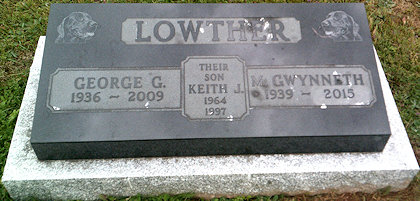 LOWTHER
GEORGE G.
1936 ~ 2009
THEIR
SON
KEITH J.
1964
1997
M. GWYNNETH
1939 ~ 2015